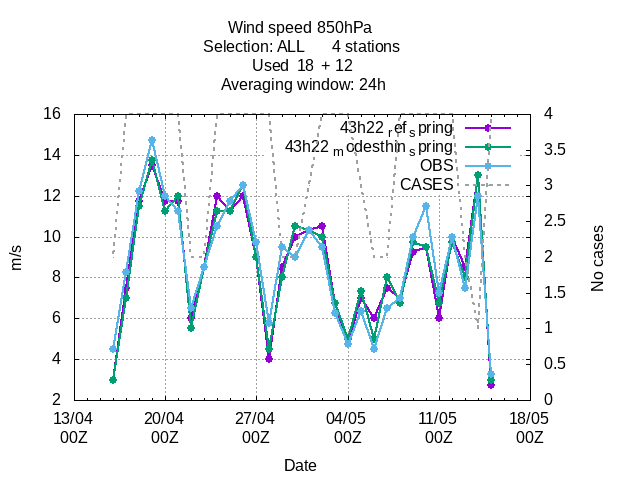 Wind speed 850hPa
Selection: ALL 4 stations
Used 18 + 12
Averaging window: 24h
16 4
43h22 ref spring
43h22 modesthin spring
OBS
CASES
14 3.5
12 3
10 2.5
2
8 1.5
6 1
4 0.5
2 0
m/s
No cases
13/04 20/04 27/04 04/05 11/05 18/05
00Z 00Z 00Z 00Z 00Z 00Z
Date